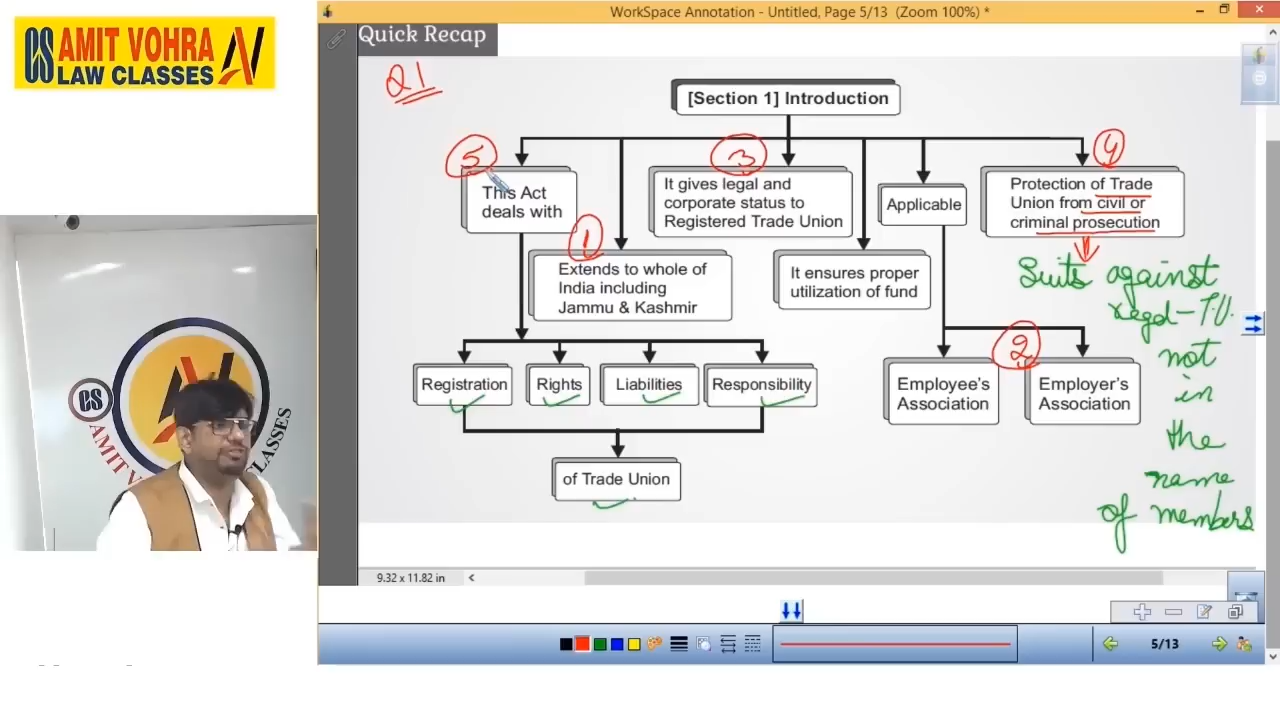 WorkSpace Annotation - Untitled, Page 5/13 (Zoom 100%) *
CS AMIT VOHRA
LAW CLASSES
Quick Recap
Q1
[Section 1] Introduction
5
This Act
deals with
3
It gives legal and
corporate status to
Registered Trade Union
Applicable
4
Protection of Trade
Union from civil or
criminal prosecution
1
Extends to whole of
India including
Jammu & Kashmir
It ensures proper
utilization of fund
Suits against
regd-T.U.
not
in
the
name
of members
Registration
Rights
Liabilities
Responsibility
2
Employee's
Association
Employer's
Association
of Trade Union
CS
AMIT V
CLASSES
9.32 x 11.82 in
5/13